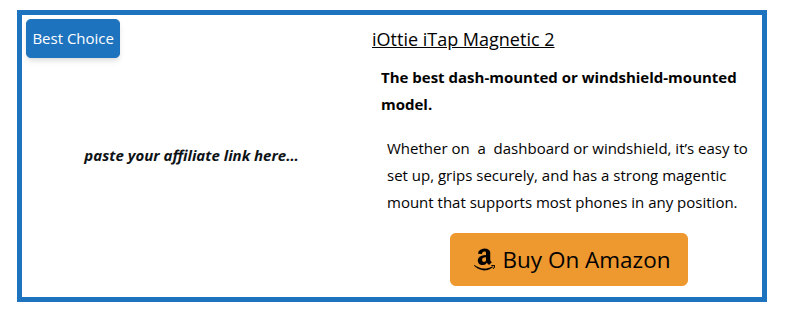 Best Choice
iOttie iTap Magnetic 2
The best dash-mounted or windshield-mounted
model.
paste your affiliate link here...
Whether on  a  dashboard or windshield, it’s easy to
set up, grips securely, and has a strong magentic
mount that supports most phones in any position.
Buy On Amazon